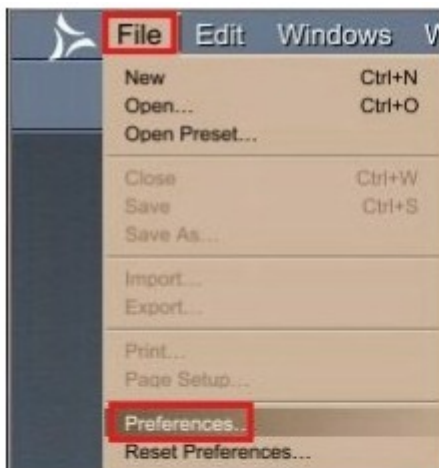 File Edit Windows W
New Ctrl+N
Open... Ctrl+O
Open Preset...
Close Ctrl+W
Save Ctrl+S
Save As...
Import...
Export...
Print...
Page Setup...
Preferences...
Reset Preferences...